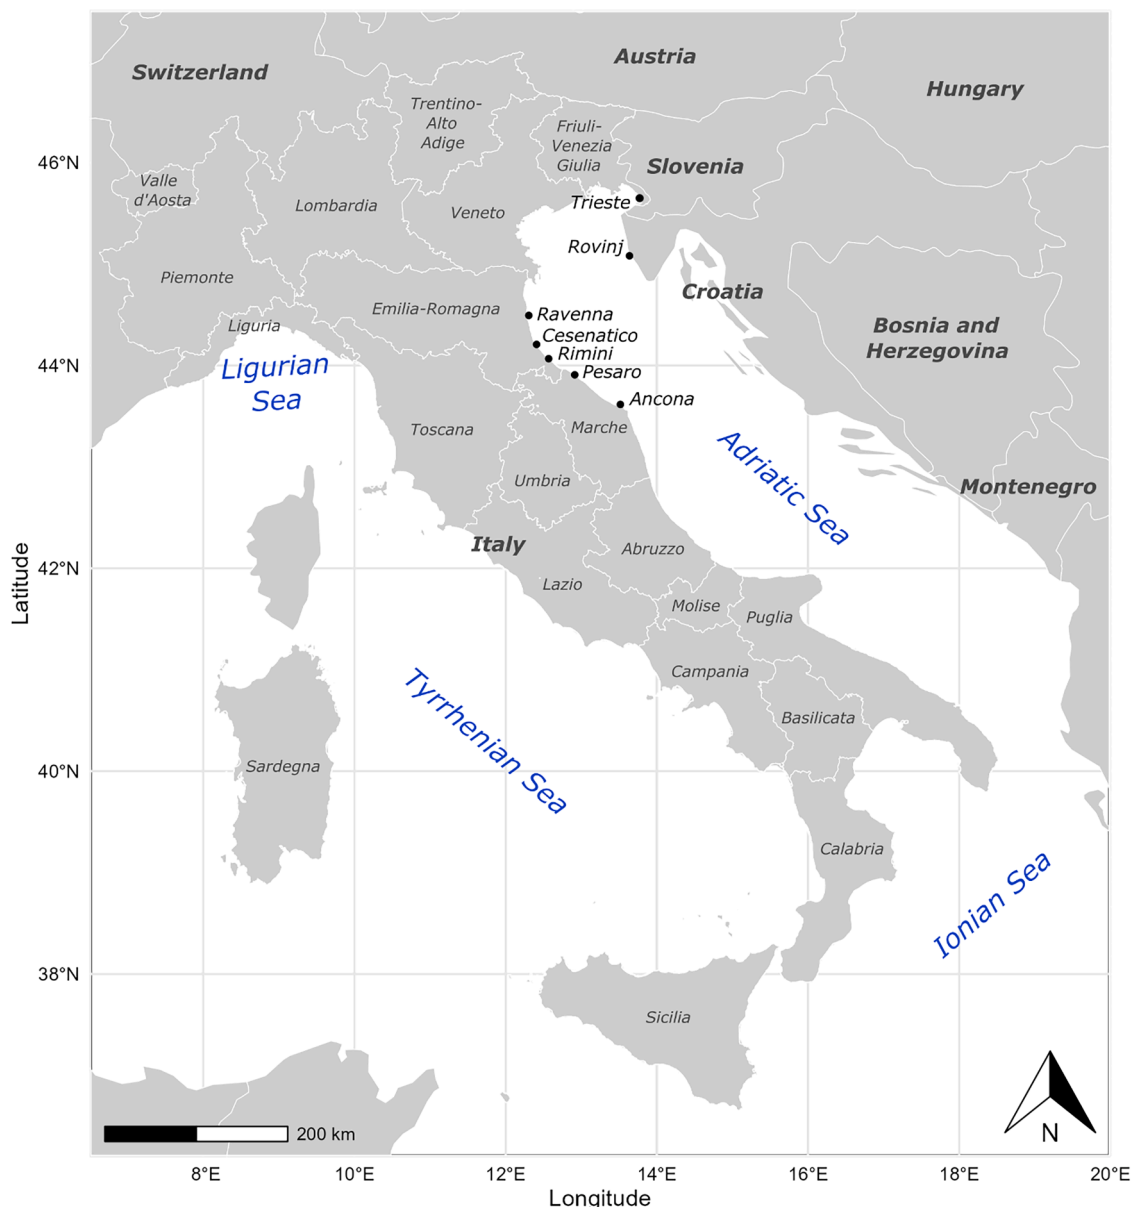 Austria
Switzerland
Hungary
Trentino-
Alto
Adige
Friuli-
Venezia
Giulia
46°N
Slovenia
Valle
d'Aosta
Lombardia
Veneto
Trieste
Rovinj
Piemonte
Croatia
Emilia-Romagna
Ravenna
Liguria
Cesenatico
Bosnia and
Herzegovina
Rimini
44°N
Ligurian
Sea
Pesaro
Ancona
Toscana
Marche
Adriatic Sea
Umbria
Montenegro
Italy
Abruzzo
42°N
Latitude
Lazio
Molise
Puglia
Campania
Tyrrhenian Sea
Basilicata
Sardegna
40°N
Calabria
Ionian Sea
38°N
Sicilia
200 km
N
8°E
10°E
12°E
14°E
16°E
18°E
20°E
Longitude